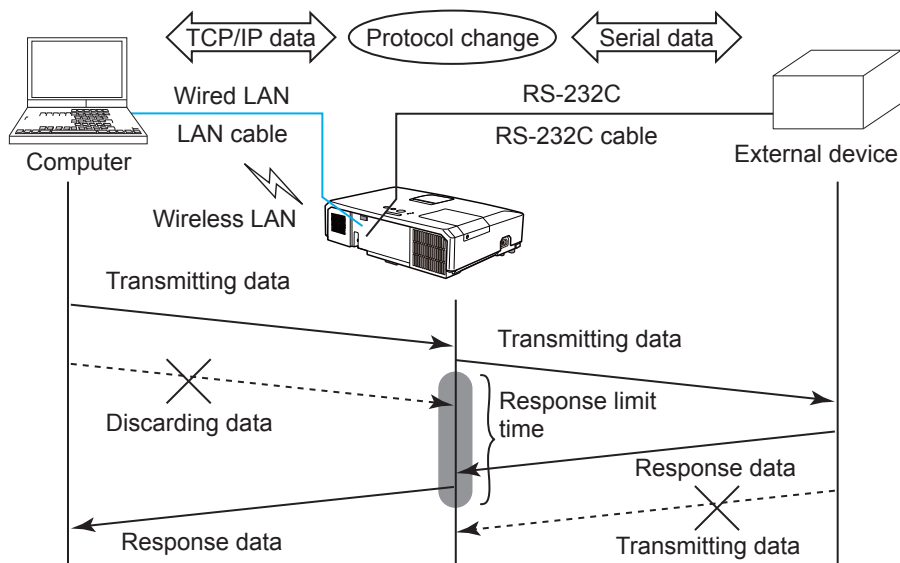 TCP/IP data
Protocol change
Serial data
Wired LAN
LAN cable
RS-232C
RS-232C cable
Computer
External device
Wireless LAN
Transmitting data
Transmitting data
Discarding data
Response limit
time
Response data
Response data
Transmitting data